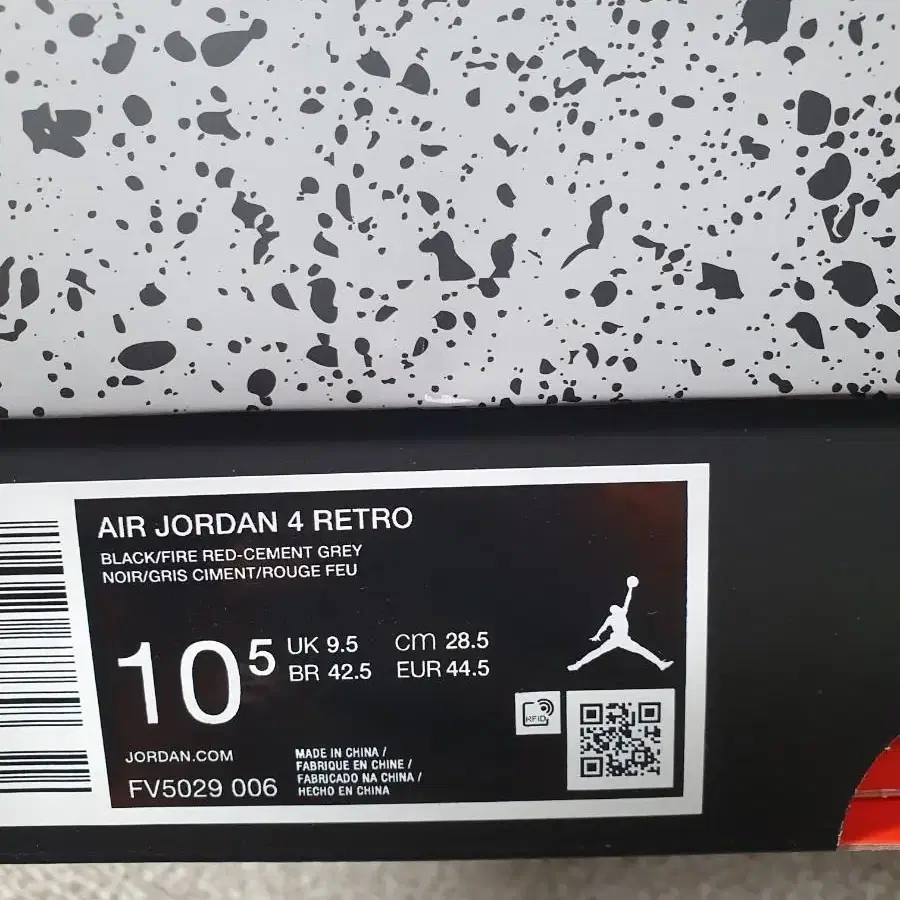 AIR JORDAN 4 RETRO
BLACK/FIRE RED-CEMENT GREY
NOIR/GRIS CIMENT/ROUGE FEU
10 5
UK 9.5 cm 28.5
BR 42.5 EUR 44.5
RFID
JORDAN.COM
FV5029 006
MADE IN CHINA /
FABRIQUE EN CHINE /
FABRICADO NA CHINA /
HECHO EN CHINA